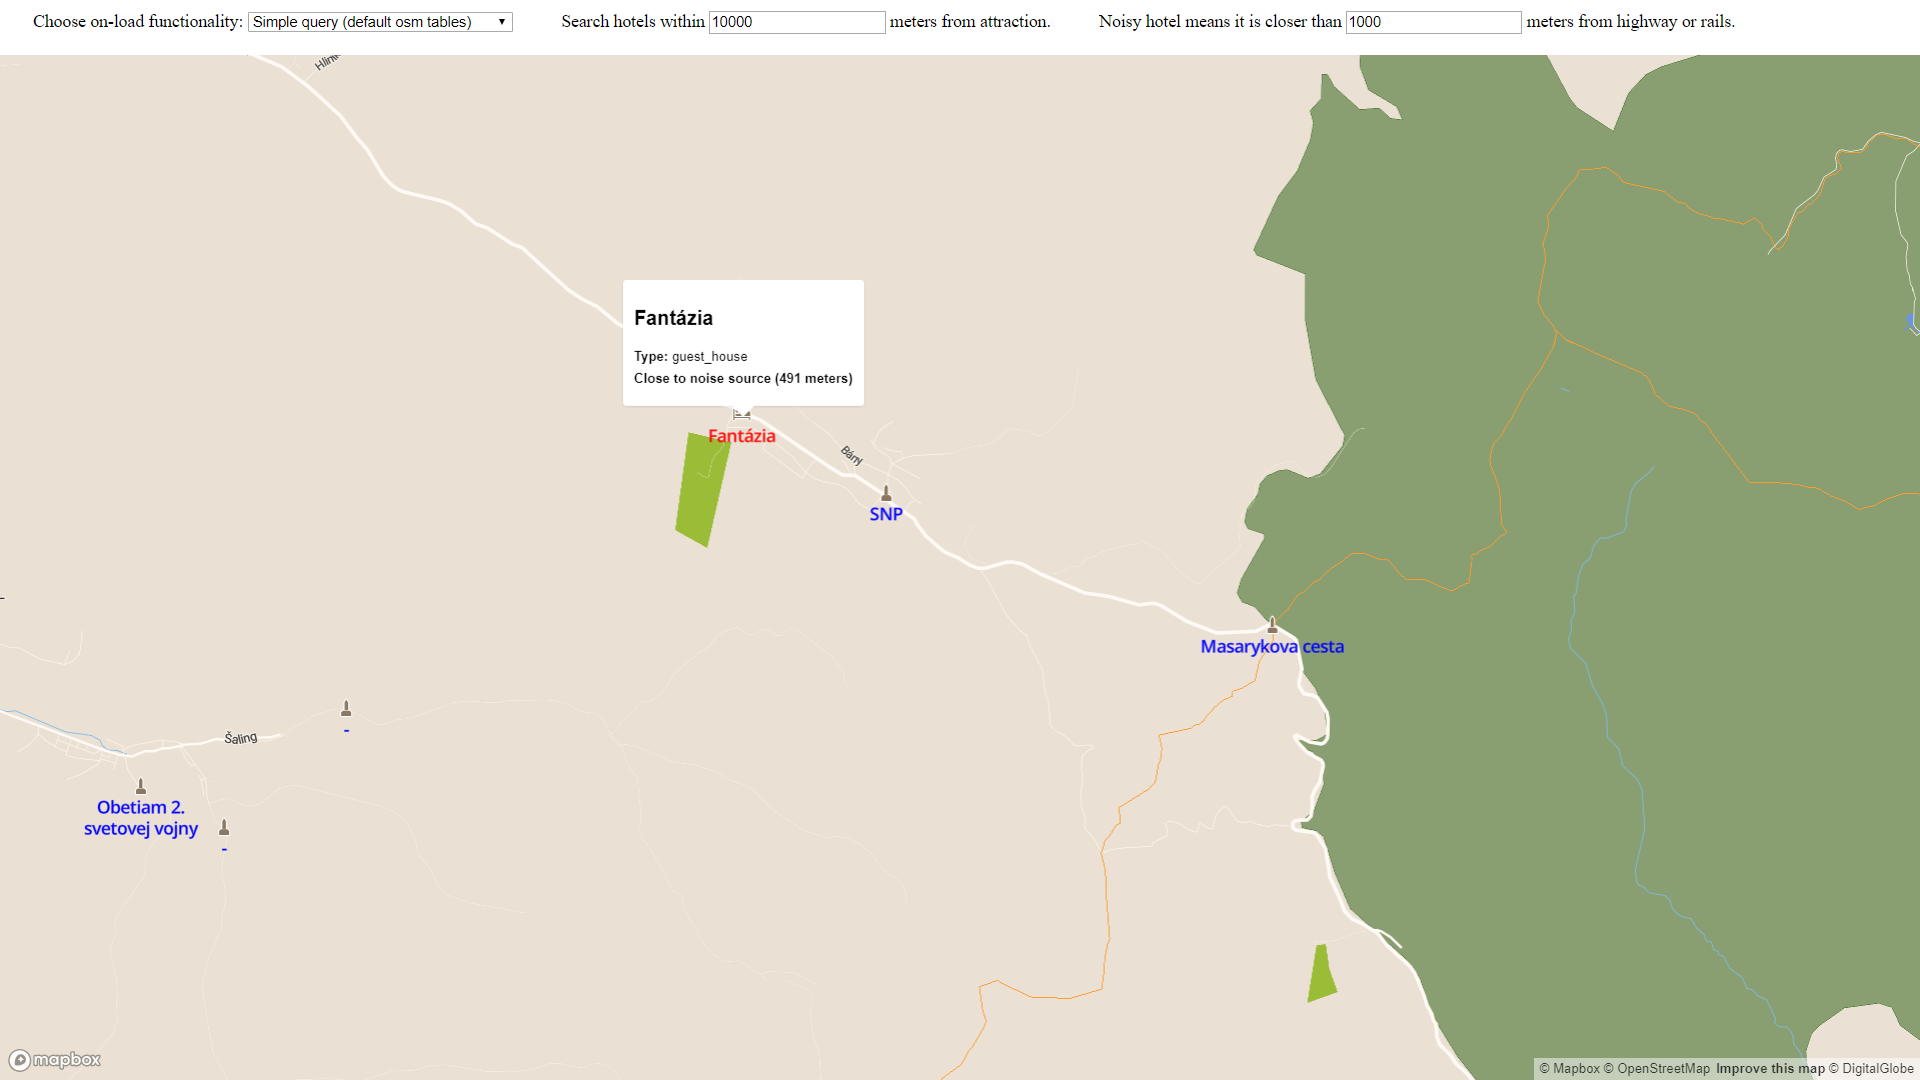 Choose on-load functionality: Simple query (default osm tables) Search hotels within 10000 meters from attraction. Noisy hotel means it is closer than 1000 meters from highway or rails.
Fantázia
Type: guest_house
Close to noise source (491 meters)
Fantázia
Bány
SNP
Masarykova cesta
Šaling
-
Obetiam 2.
svetovej vojny
-
mapbox
© Mapbox © OpenStreetMap Improve this map © DigitalGlobe